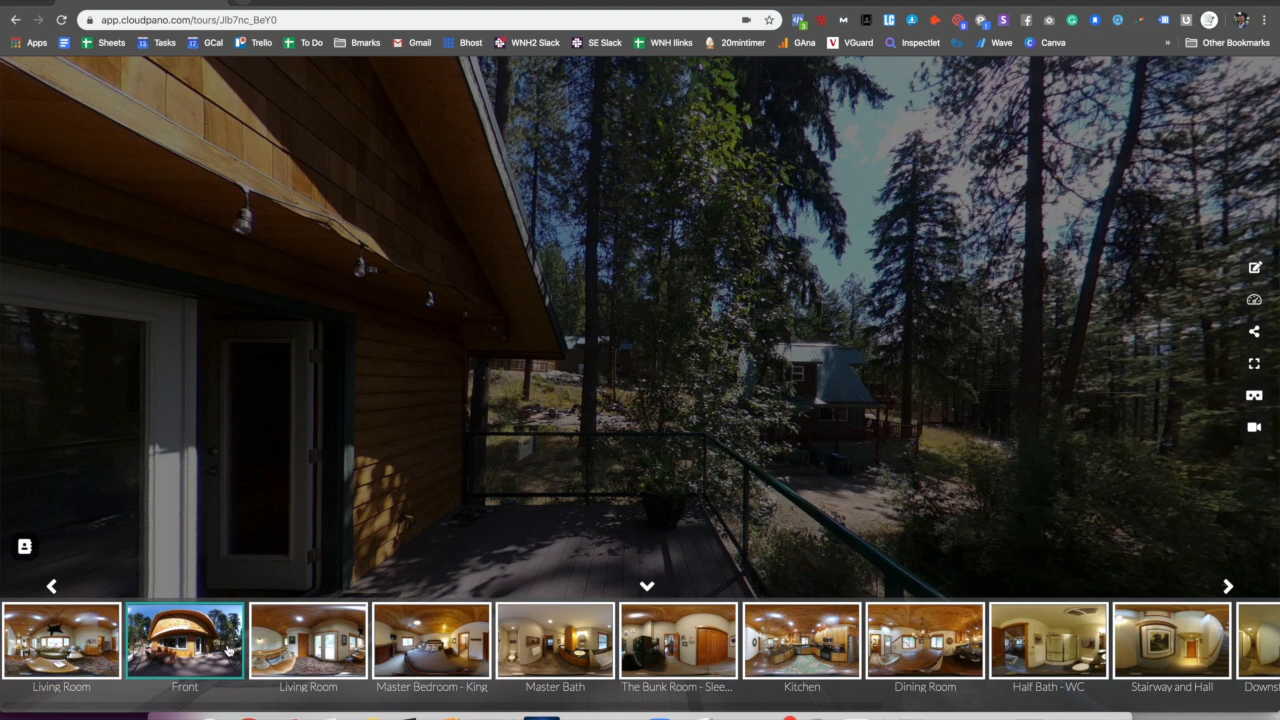 app.cloudpano.com/tours/JIb7nc_BeY0
Apps Sheets Tasks GCal Trello To Do Bmarks Gmail Bhost WNH2 Slack SE Slack WNH Ilinks 20mintimer GAna VGuard Inspectlet Wave Canva » Other Bookmarks
Living Room Front Living Room Master Bedroom - King Master Bath The Bunk Room - Slee... Kitchen Dining Room Half Bath - WC Stairway and Hall Downst